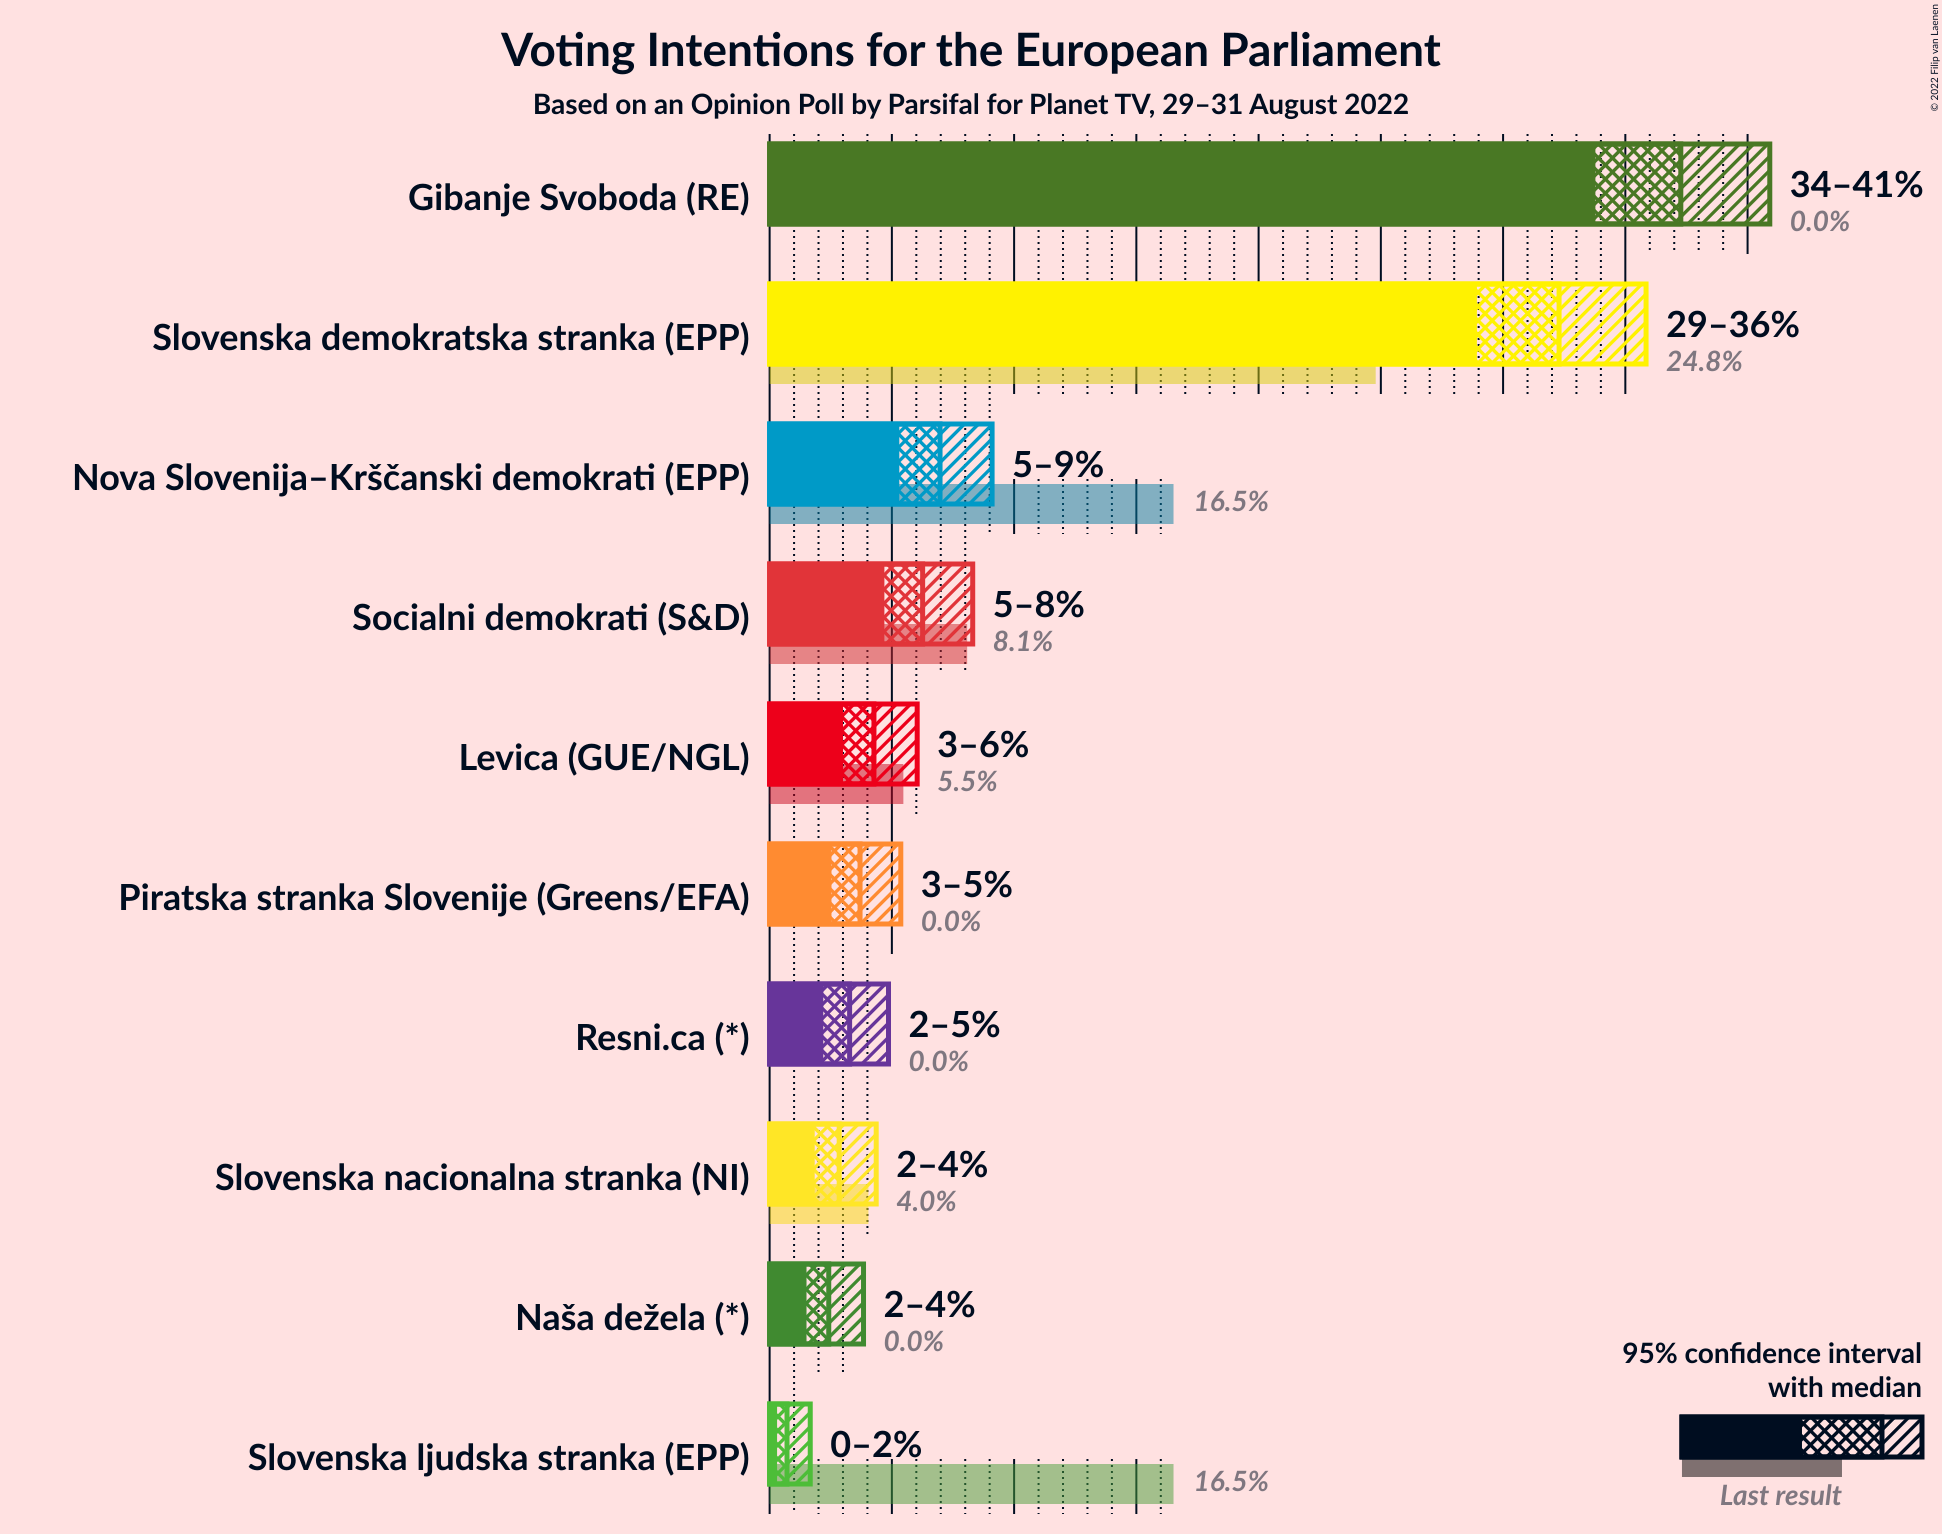 Voting Intentions for the European Parliament
Based on an Opinion Poll by Parsifal for Planet TV, 29–31 August 2022
© 2022 Filip van Laenen
Gibanje Svoboda (RE)
34–41%
0.0%
Slovenska demokratska stranka (EPP)
29–36%
24.8%
Nova Slovenija–Krščanski demokrati (EPP)
5–9%
16.5%
Socialni demokrati (S&D)
5–8%
8.1%
Levica (GUE/NGL)
3–6%
5.5%
Piratska stranka Slovenije (Greens/EFA)
3–5%
0.0%
Resni.ca (*)
2–5%
0.0%
Slovenska nacionalna stranka (NI)
2–4%
4.0%
Naša dežela (*)
2–4%
0.0%
Slovenska ljudska stranka (EPP)
0–2%
16.5%
95% confidence interval
with median
Last result